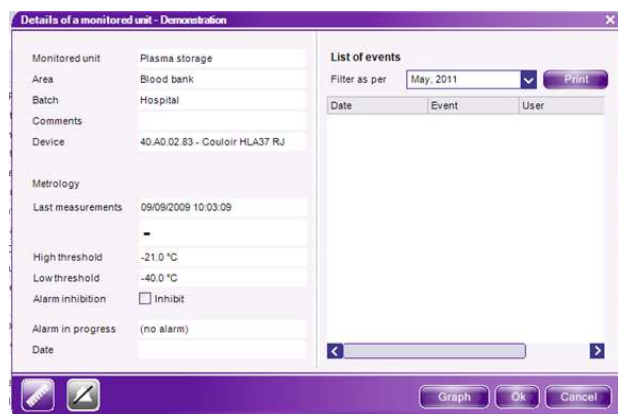 Details of a monitored unit - Demonstration
Monitored unit Plasma storage
Area Blood bank
Batch Hospital
Comments
Device 40.A0.02.83 - Couloir HLA37 RJ
Metrology
Last measurements 09/09/2009 10:03:09
-
High threshold -21.0 °C
Low threshold -40.0 °C
Alarm inhibition Inhibit
Alarm in progress (no alarm)
Date
List of events
Filter as per May, 2011 Print
Date Event User
Graph Ok Cancel